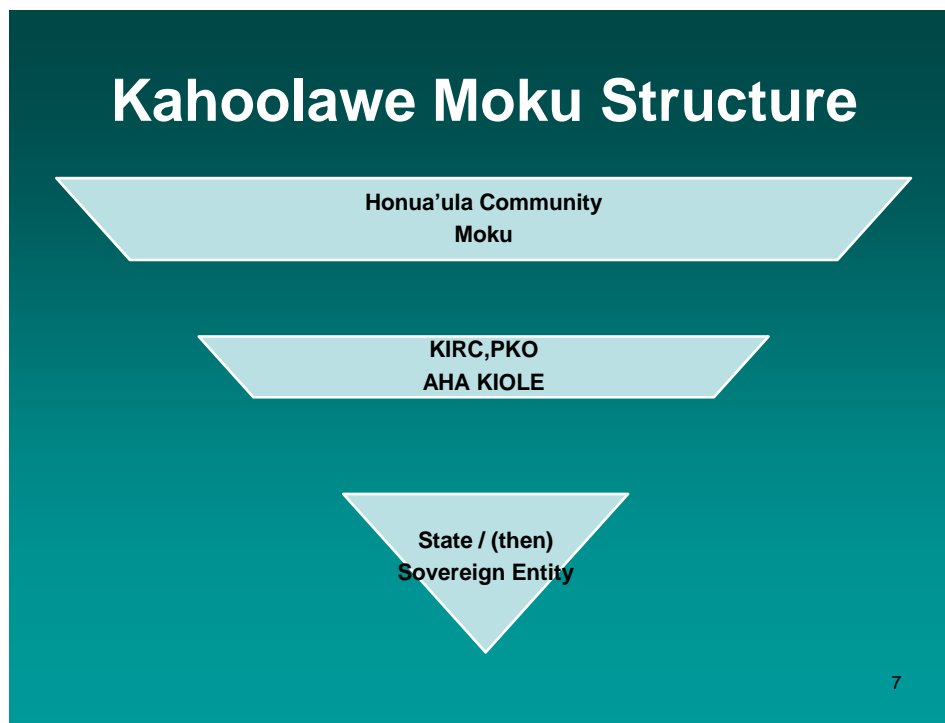 Kahoolawe Moku Structure
Honua’ula Community
Moku
KIRC,PKO
AHA KIOLE
State / (then)
Sovereign Entity
7